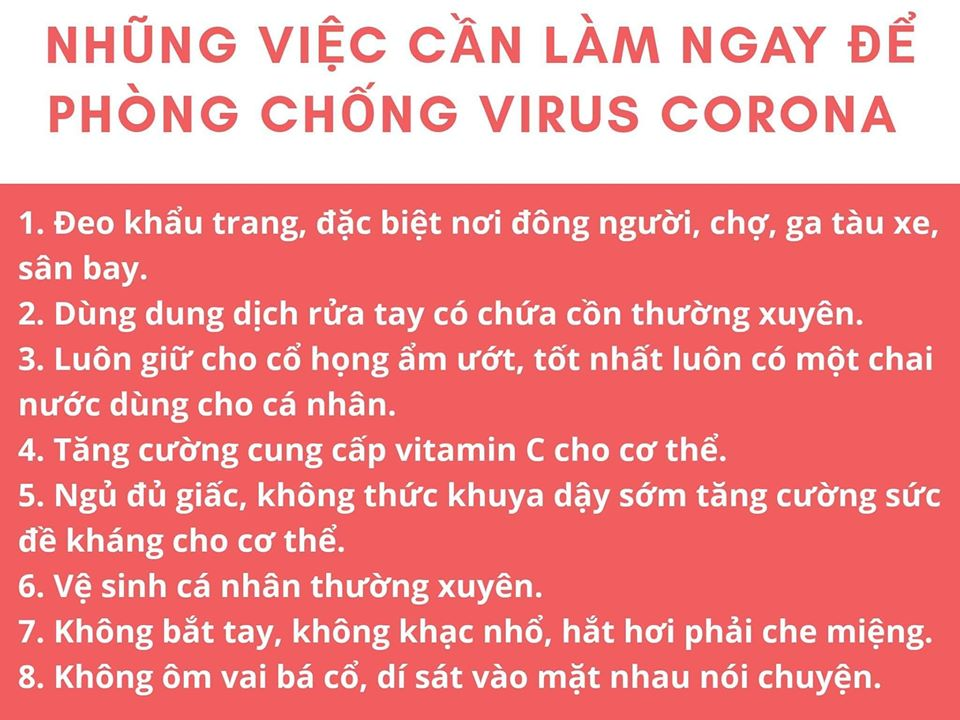 NHŨNG VIỆC CẦN LÀM NGAY ĐỂ
PHÒNG CHỐNG VIRUS CORONA
1. Đeo khẩu trang, đặc biệt nơi đông người, chợ, ga tàu xe,
sân bay.
2. Dùng dung dịch rửa tay có chứa cồn thường xuyên.
3. Luôn giữ cho cổ họng ẩm ướt, tốt nhất luôn có một chai
nước dùng cho cá nhân.
4. Tăng cường cung cấp vitamin C cho cơ thể.
5. Ngủ đủ giấc, không thức khuya dậy sớm tăng cường sức
đề kháng cho cơ thể.
6. Vệ sinh cá nhân thường xuyên.
7. Không bắt tay, không khạc nhổ, hắt hơi phải che miệng.
8. Không ôm vai bá cổ, dí sát vào mặt nhau nói chuyện.